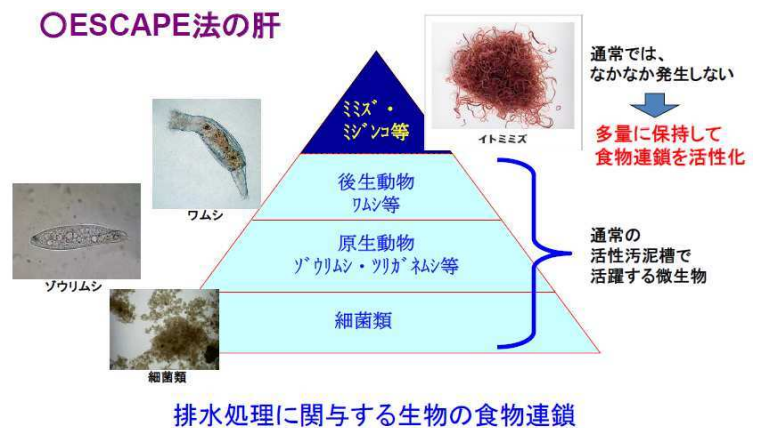 〇ESCAPE法の肝
通常では、
なかなか発生しない
ミミズ・
ミジンコ等
イトミミズ
多量に保持して
食物連鎖を活性化
後生動物
ワムシ等
ワムシ
原生動物
ゾウリムシ・ツリガネムシ等
通常の
活性汚泥槽で
活躍する微生物
ゾウリムシ
細菌類
細菌類
排水処理に関与する生物の食物連鎖